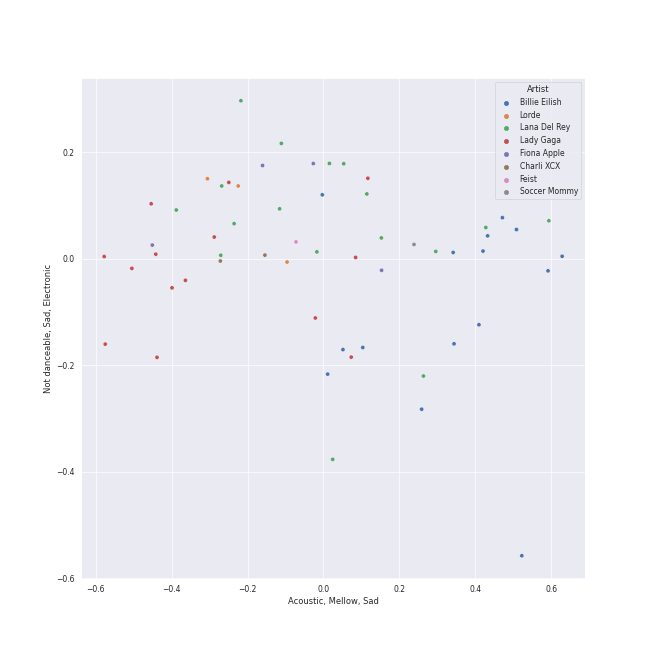 Artist
Billie Eilish
Lorde
Lana Del Rey
Lady Gaga
Fiona Apple
Charli XCX
Feist
Soccer Mommy
0.2
0.0
−0.2
−0.4
−0.6
Not danceable, Sad, Electronic
−0.6 −0.4 −0.2 0.0 0.2 0.4 0.6
Acoustic, Mellow, Sad